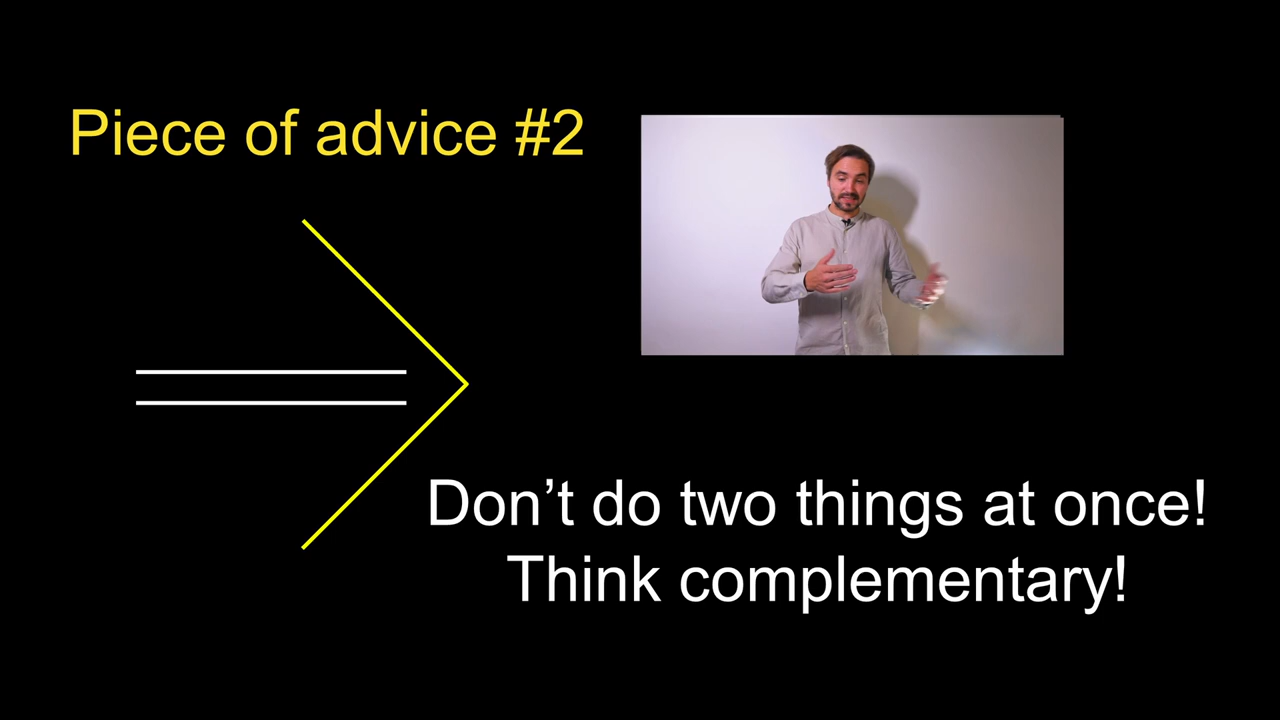 Piece of advice #2
Don’t do two things at once!
Think complementary!